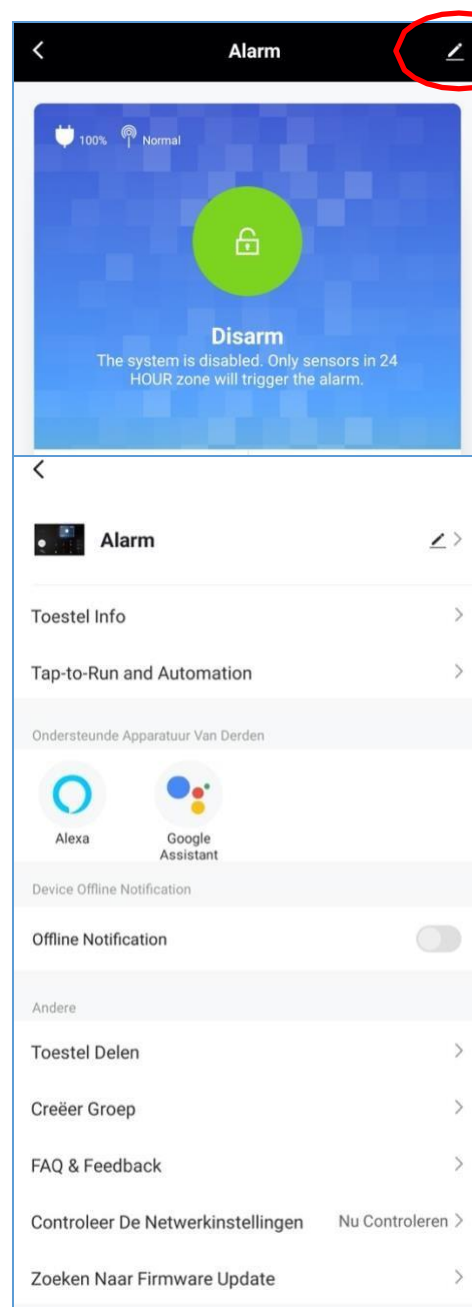 Alarm
100% Normal
Disarm
The system is disabled. Only sensors in 24
HOUR zone will trigger the alarm.
Alarm
Toestel Info
Tap-to-Run and Automation
Ondersteunde Apparatuur Van Derden
Alexa
Google
Assistant
Device Offline Notification
Offline Notification
Andere
Toestel Delen
Creëer Groep
FAQ & Feedback
Controleer De Netwerkinstellingen Nu Controleren
Zoeken Naar Firmware Update